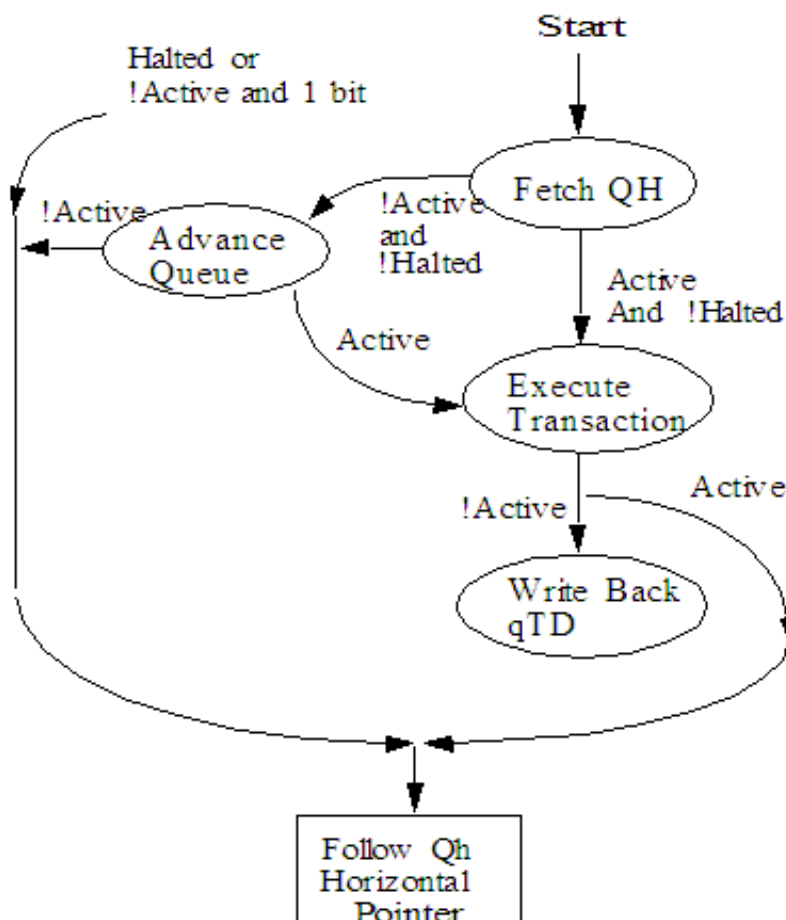 Start
Halted or
!Active and 1 bit
Fetch QH
!Active
and
!Halted
!Active
Advance
Queue
Active
And !Halted
Active
Execute
Transaction
!Active
Active
Write Back
qTD
Follow Qh
Horizontal
Pointer